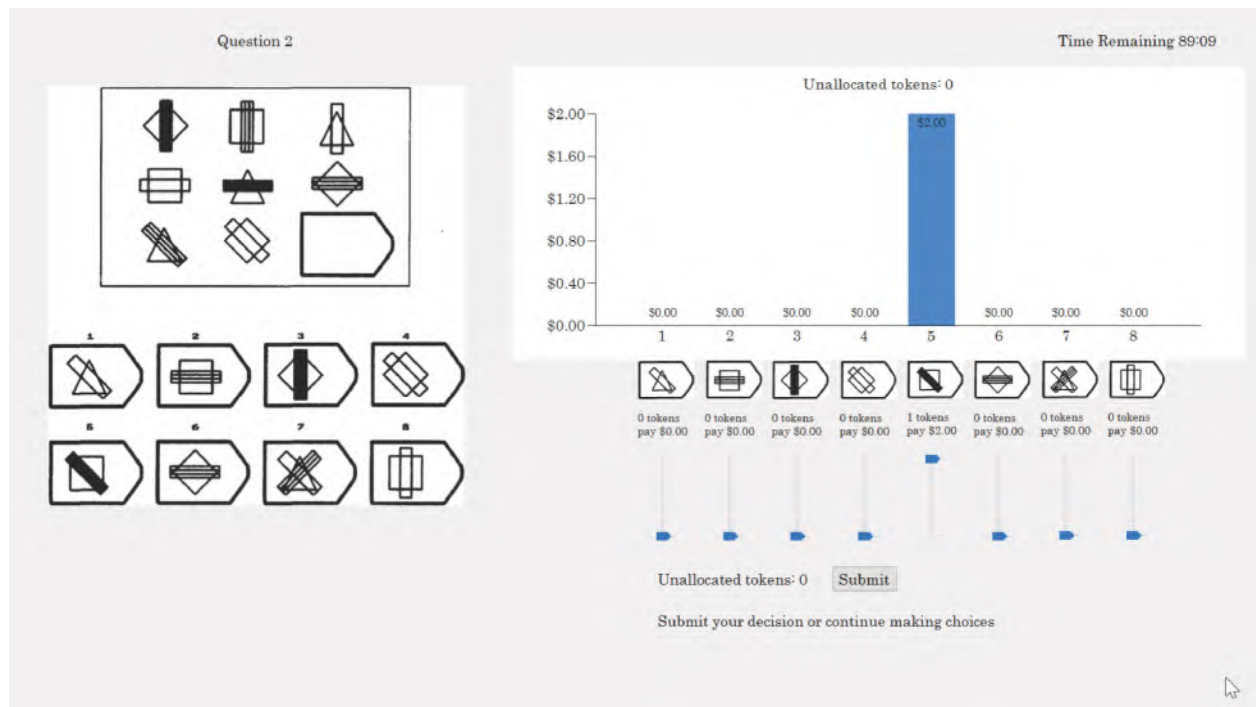 Question 2
Time Remaining 89:09
Unallocated tokens: 0
$2.00
$1.60
$1.20
$0.80
$0.40
$0.00
$2.00
$0.00 $0.00 $0.00 $0.00 $0.00 $0.00 $0.00
1 2 3 4 5 6 7 8
1 2 3 4
5 6 7 8
0 tokens pay $0.00
0 tokens pay $0.00
0 tokens pay $0.00
0 tokens pay $0.00
1 tokens pay $2.00
0 tokens pay $0.00
0 tokens pay $0.00
0 tokens pay $0.00
Unallocated tokens: 0
Submit
Submit your decision or continue making choices